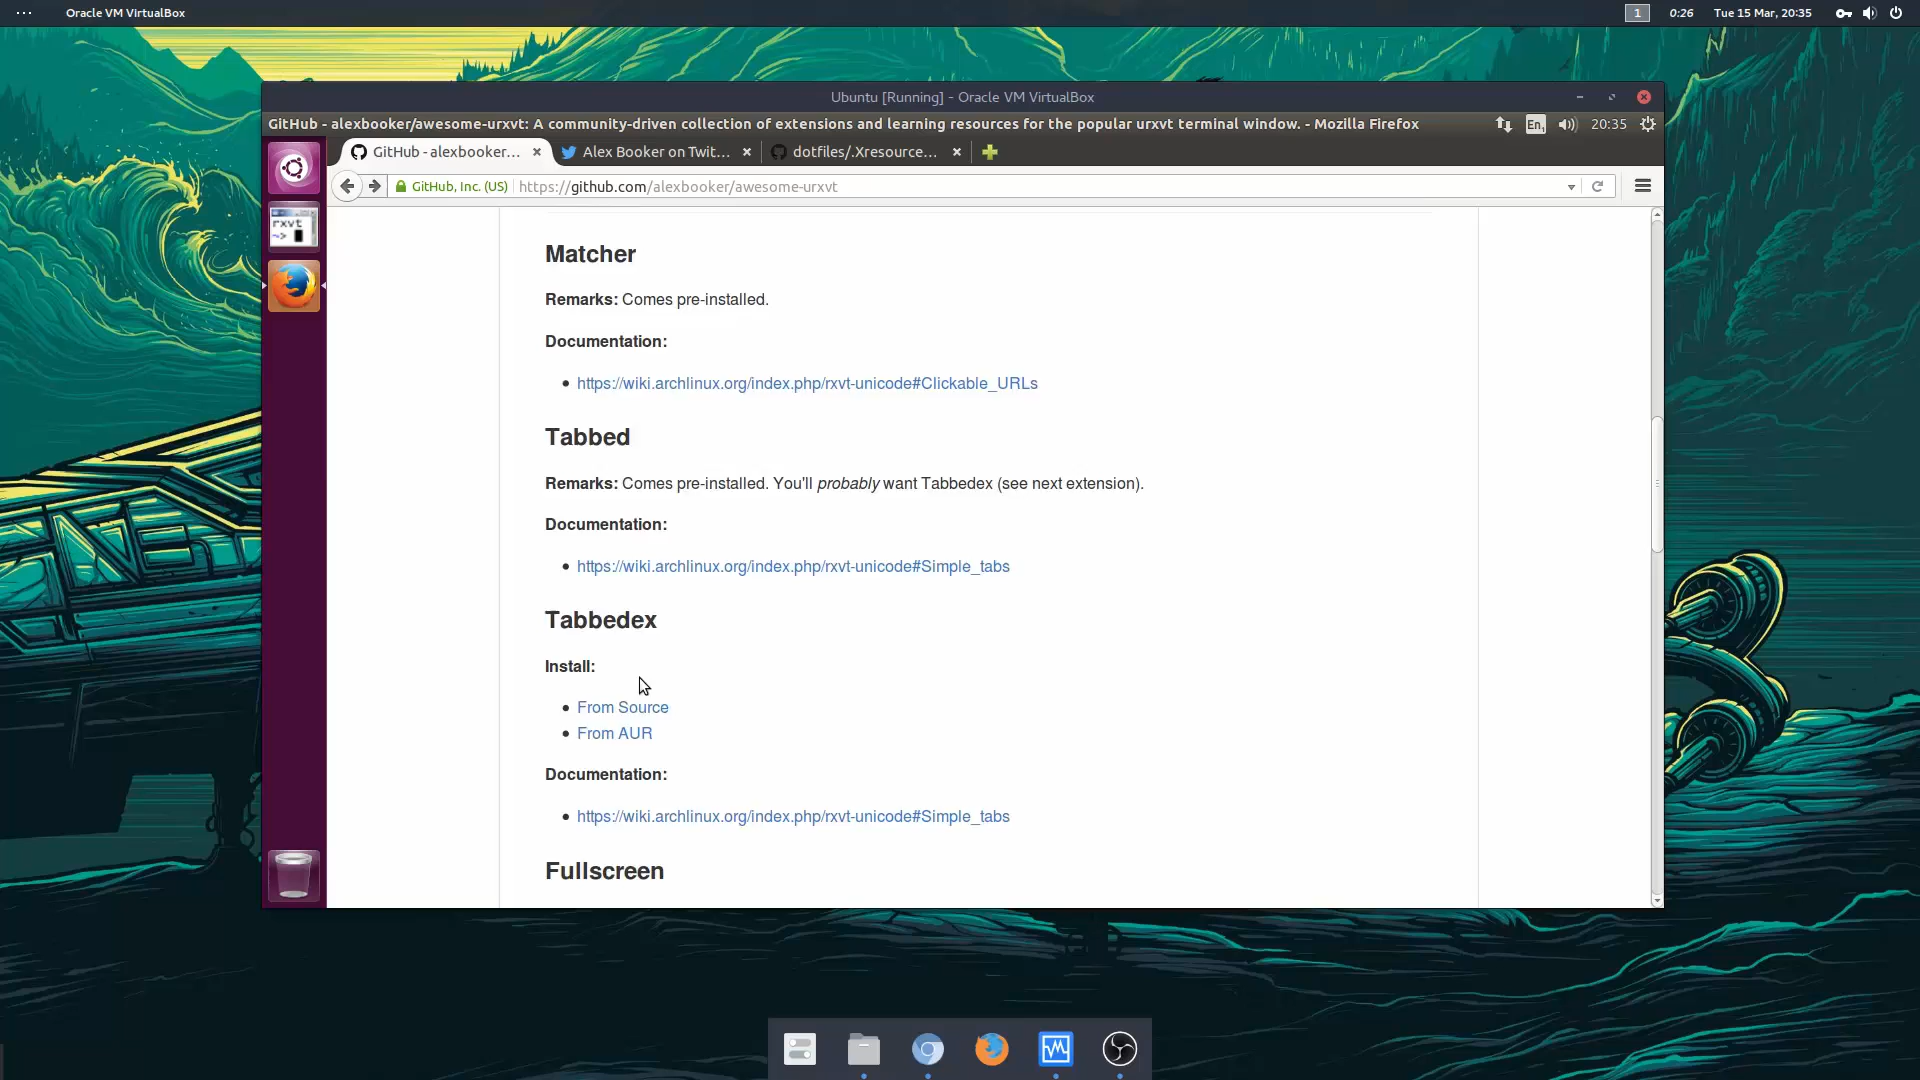 Oracle VM VirtualBox
1 0:26 Tue 15 Mar, 20:35
Ubuntu [Running] - Oracle VM VirtualBox
GitHub - alexbooker/awesome-urxvt: A community-driven collection of extensions and learning resources for the popular urxvt terminal window. - Mozilla Firefox
En1 20:35
GitHub - alexbooker... Alex Booker on Twit... dotfiles/.Xresource...
GitHub, Inc. (US) https://github.com/alexbooker/awesome-urxvt
rxvt
~>
Matcher
Remarks: Comes pre-installed.
Documentation:
• https://wiki.archlinux.org/index.php/rxvt-unicode#Clickable_URLs
Tabbed
Remarks: Comes pre-installed. You'll probably want Tabbedex (see next extension).
Documentation:
• https://wiki.archlinux.org/index.php/rxvt-unicode#Simple_tabs
Tabbedex
Install:
• From Source
• From AUR
Documentation:
• https://wiki.archlinux.org/index.php/rxvt-unicode#Simple_tabs
Fullscreen